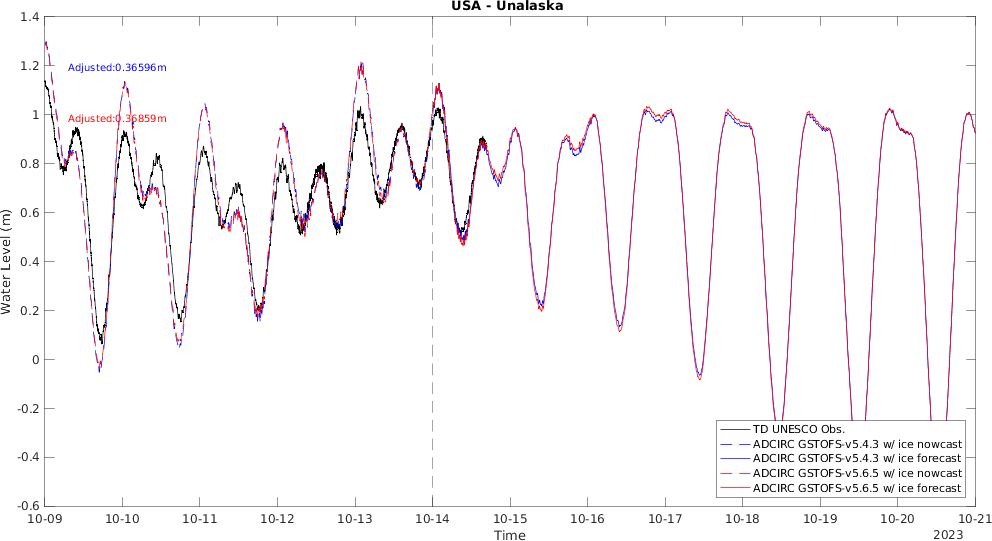 USA - Unalaska
1.4
1.2
1
0.8
0.6
0.4
0.2
0
-0.2
-0.4
-0.6
Water Level (m)
Adjusted:0.36596m
Adjusted:0.36859m
TD UNESCO Obs.
ADCIRC GSTOFS-v5.4.3 w/ ice nowcast
ADCIRC GSTOFS-v5.4.3 w/ ice forecast
ADCIRC GSTOFS-v5.6.5 w/ ice nowcast
ADCIRC GSTOFS-v5.6.5 w/ ice forecast
10-09 10-10 10-11 10-12 10-13 10-14 10-15 10-16 10-17 10-18 10-19 10-20 10-21
Time
2023